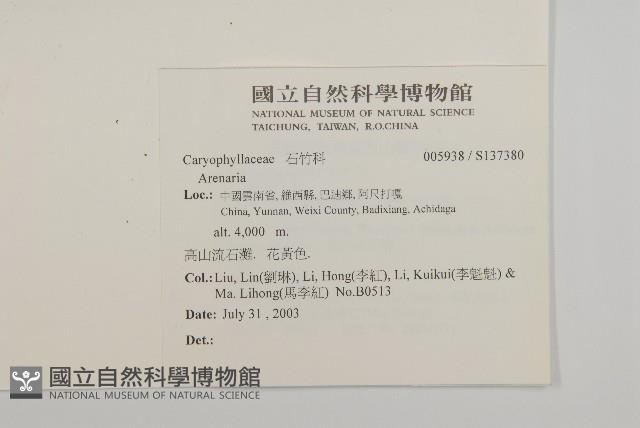 國立自然科學博物館
NATIONAL MUSEUM OF NATURAL SCIENCE
TAICHUNG, TAIWAN, R.O.CHINA
Caryophyllaceae 石竹科 005938 / S137380
Arenaria
Loc.: 中國雲南省, 維西縣, 巴迪鄉, 阿尺打嘎
China, Yunnan, Weixi County, Badixiang, Achidaga
alt. 4,000 m.
高山流石灘. 花黃色.
Col.: Liu, Lin(劉琳), Li, Hong(李紅), Li, Kuikui(李魁魁) &
Ma. Lihong(馬李紅) No.B0513
Date: July 31 , 2003
Det.:
國立自然科學博物館
NATIONAL MUSEUM OF NATURAL SCIENCE